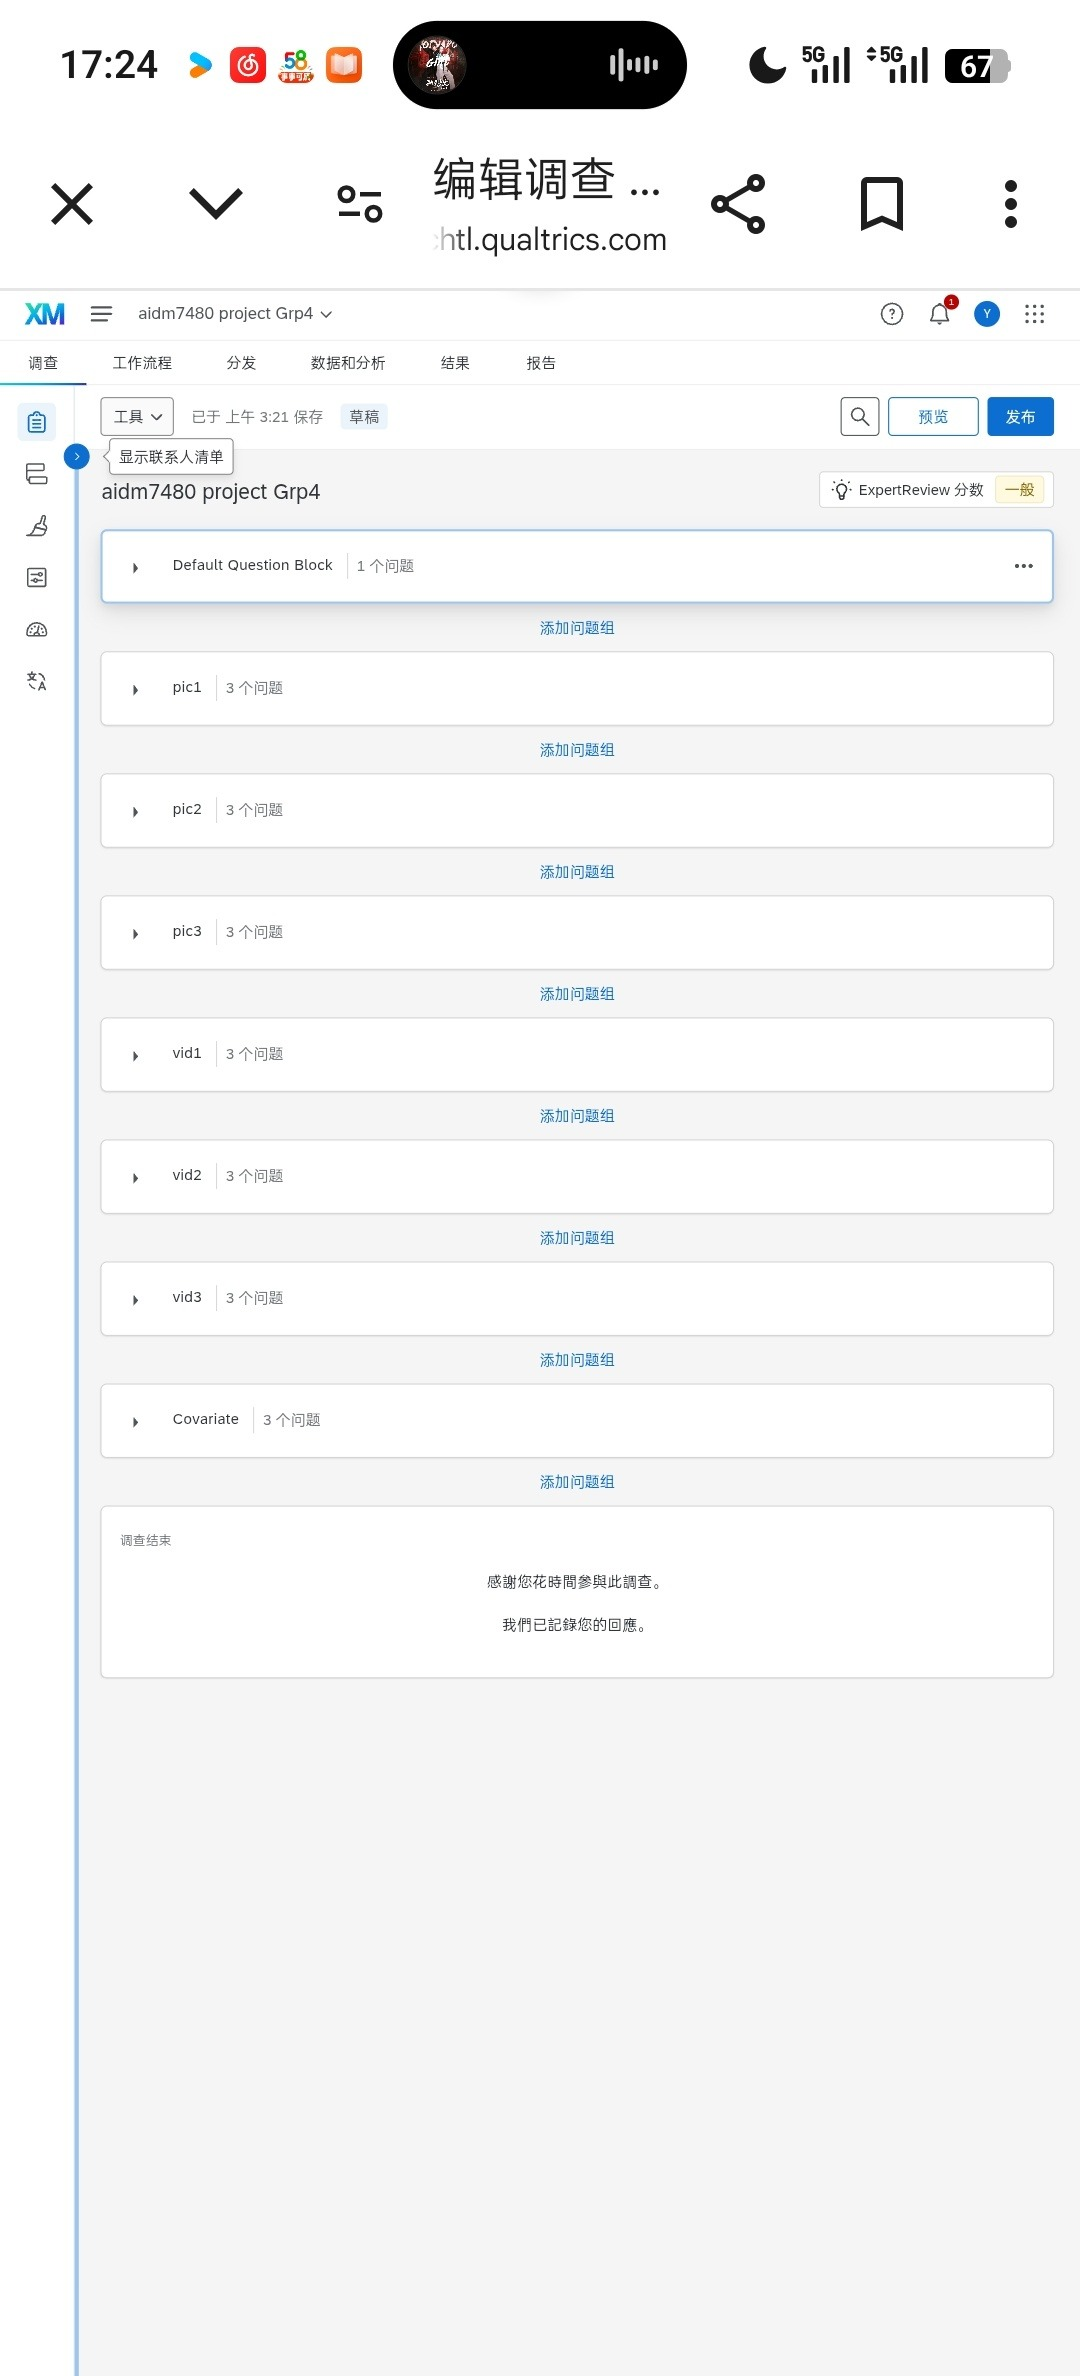 17:24
58
5G
5G
67
编辑调查 ...
htl.qualtrics.com
XM
aidm7480 project Grp4
1
Y
调查
工作流程
分发
数据和分析
结果
报告
工具
已于 上午 3:21 保存
草稿
预览
发布
显示联系人清单
aidm7480 project Grp4
ExpertReview 分数
一般
Default Question Block
1 个问题
添加问题组
pic1
3 个问题
添加问题组
pic2
3 个问题
添加问题组
pic3
3 个问题
添加问题组
vid1
3 个问题
添加问题组
vid2
3 个问题
添加问题组
vid3
3 个问题
添加问题组
Covariate
3 个问题
添加问题组
调查结束
感謝您花時間參與此調查。
我們已記錄您的回應。